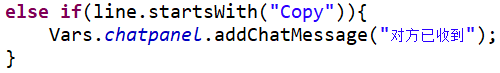 else if(line.startsWith("Copy")){
    Vars.chatpanel.addChatMessage("对方已收到");
}